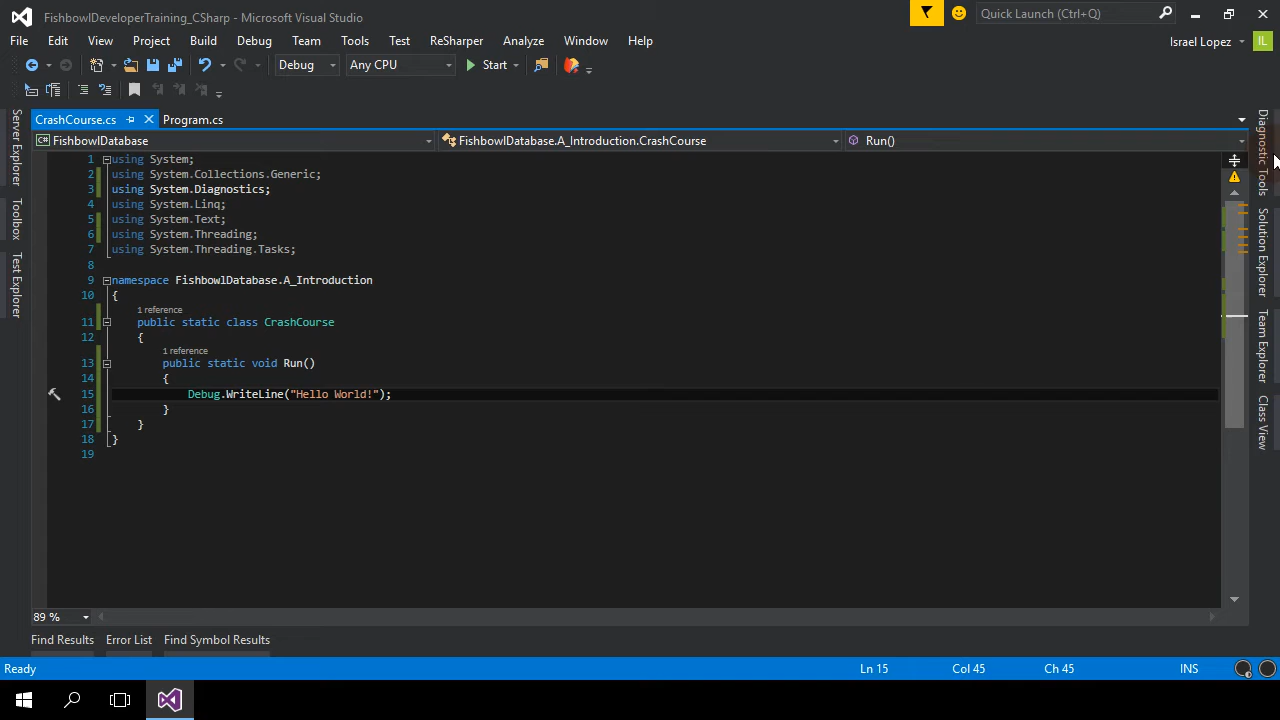 FishbowlDeveloperTraining_CSharp - Microsoft Visual Studio
Quick Launch (Ctrl+Q)
File Edit View Project Build Debug Team Tools Test ReSharper Analyze Window Help
Israel Lopez IL
Debug Any CPU Start
CrashCourse.cs Program.cs
C# FishbowlDatabase FishbowlDatabase.A_Introduction.CrashCourse Run()
Server Explorer
Toolbox
Test Explorer
1 using System;
2 using System.Collections.Generic;
3 using System.Diagnostics;
4 using System.Linq;
5 using System.Text;
6 using System.Threading;
7 using System.Threading.Tasks;
8
9 namespace FishbowlDatabase.A_Introduction
10 {
1 reference
11 public static class CrashCourse
12 {
1 reference
13 public static void Run()
14 {
15 Debug.WriteLine("Hello World!");
16 }
17 }
18 }
19
Diagnostic Tools
Solution Explorer
Team Explorer
Class View
89 %
Find Results Error List Find Symbol Results
Ready Ln 15 Col 45 Ch 45 INS